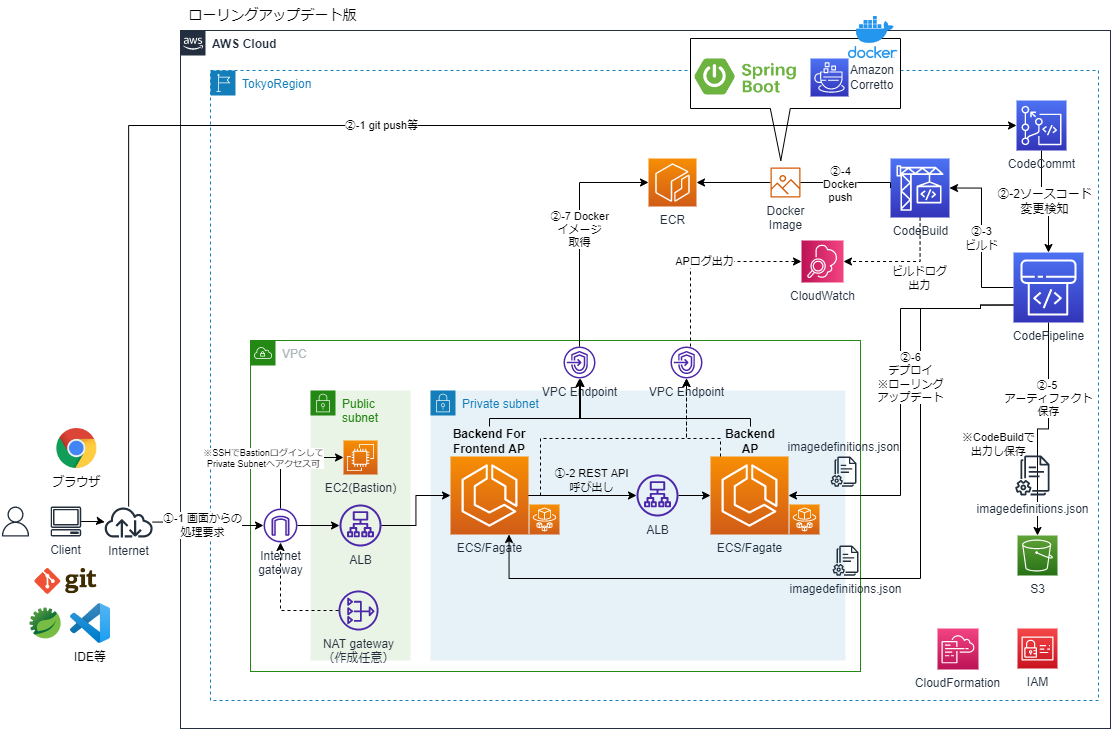 ローリングアップデート版
aws
AWS Cloud
docker
Spring
Boot
Amazon
Corretto
TokyoRegion
②-1 git push等
CodeCommt
②-2ソースコード
変更検知
②-4
Docker
push
ECR
Docker
Image
CodeBuild
②-3
ビルド
②-7 Docker
イメージ
取得
APログ出力
CloudWatch
ビルドログ
出力
CodePipeline
VPC
VPC Endpoint
VPC Endpoint
②-6
デプロイ
※ローリング
アップデート
②-5
アーティファクト
保存
Public
subnet
Private subnet
Backend For
Frontend AP
Backend
AP
imagedefinitions.json
※CodeBuildで
出力し保存
imagedefinitions.json
※SSHでBastionログインして
Private Subnetへアクセス可
EC2(Bastion)
①-2 REST API
呼び出し
ブラウザ
Client
Internet
①-1 画面からの
処理要求
Internet
gateway
ALB
ECS/Fagate
ALB
ECS/Fagate
imagedefinitions.json
S3
git
IDE等
NAT gateway
（作成任意）
CloudFormation
IAM